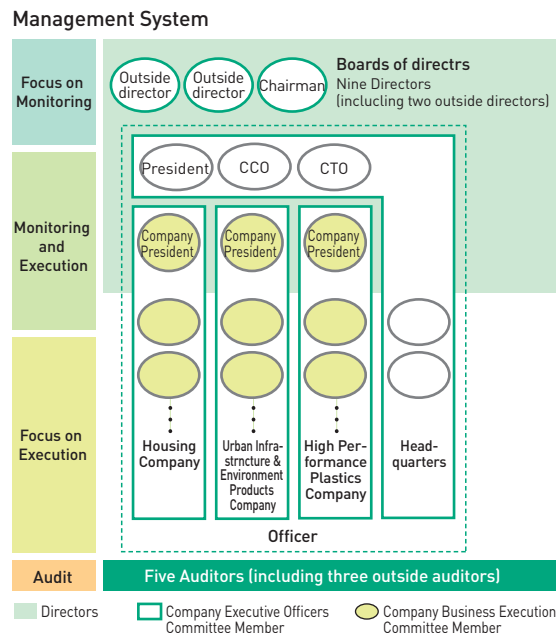 Management System
Focus on
Monitoring
Outside
director
Outside
director
Chairman
Boards of directrs
Nine Directors
(inclucling two outside directors)
Monitoring
and
Execution
President
CCO
CTO
Company
President
Company
President
Company
President
Focus on
Execution
Housing
Company
Urban Infra-
strncture &
Environment
Products
Company
High Per-
formance
Plastics
Company
Head-
quarters
Officer
Audit
Five Auditors (including three outside auditors)
Directors
Company Executive Officers
Committee Member
Company Business Execution
Committee Member